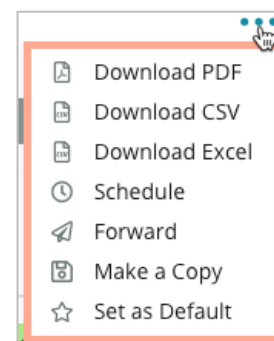 Download PDF
Download CSV
Download Excel
Schedule
Forward
Make a Copy
Set as Default